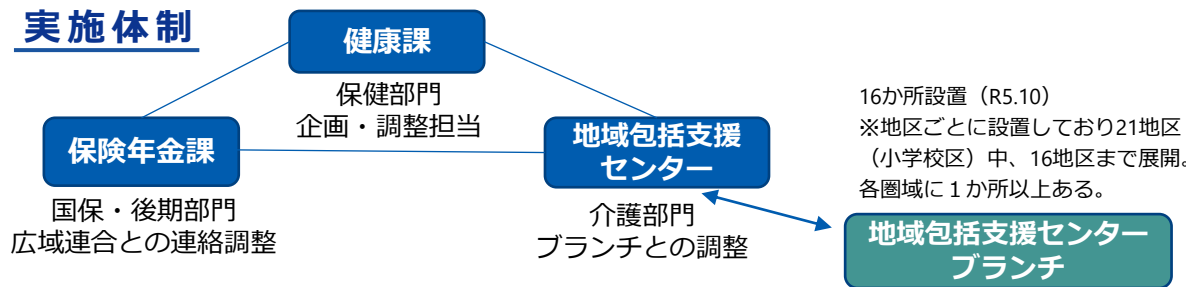 実施体制
健康課
保健部門
企画・調整担当
保険年金課
国保・後期部門
広域連合との連絡調整
地域包括支援
センター
介護部門
ブランチとの調整
16か所設置（R5.10）
※地区ごとに設置しており21地区
（小学校区）中、16地区まで展開。
各圏域に１か所以上ある。
地域包括支援センター
ブランチ